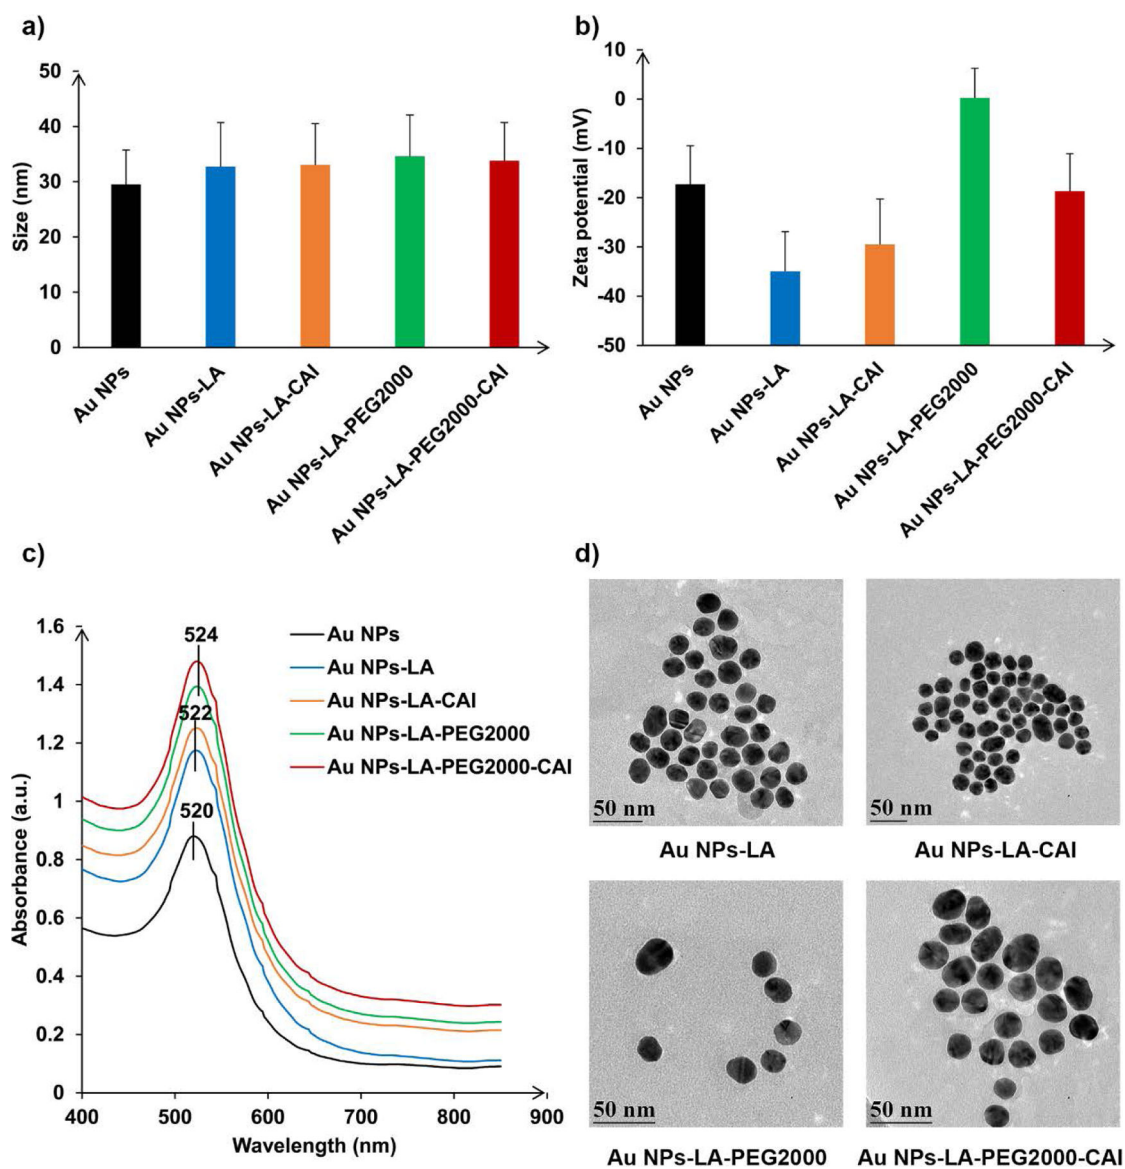 a)
50
40
30
20
10
0
Size (nm)
Au NPs
Au NPs-LA
Au NPs-LA-CAI
Au NPs-LA-PEG2000
Au NPs-LA-PEG2000-CAI
b)
10
0
-10
-20
-30
-40
-50
Zeta potential (mV)
Au NPs
Au NPs-LA
Au NPs-LA-CAI
Au NPs-LA-PEG2000
Au NPs-LA-PEG2000-CAI
c)
1.6
1.4
1.2
1
0.8
0.6
0.4
0.2
0
Absorbance (a.u.)
400 500 600 700 800 900
Wavelength (nm)
524
522
520
Au NPs
Au NPs-LA
Au NPs-LA-CAI
Au NPs-LA-PEG2000
Au NPs-LA-PEG2000-CAI
d)
50 nm
Au NPs-LA
50 nm
Au NPs-LA-CAI
50 nm
Au NPs-LA-PEG2000
50 nm
Au NPs-LA-PEG2000-CAI